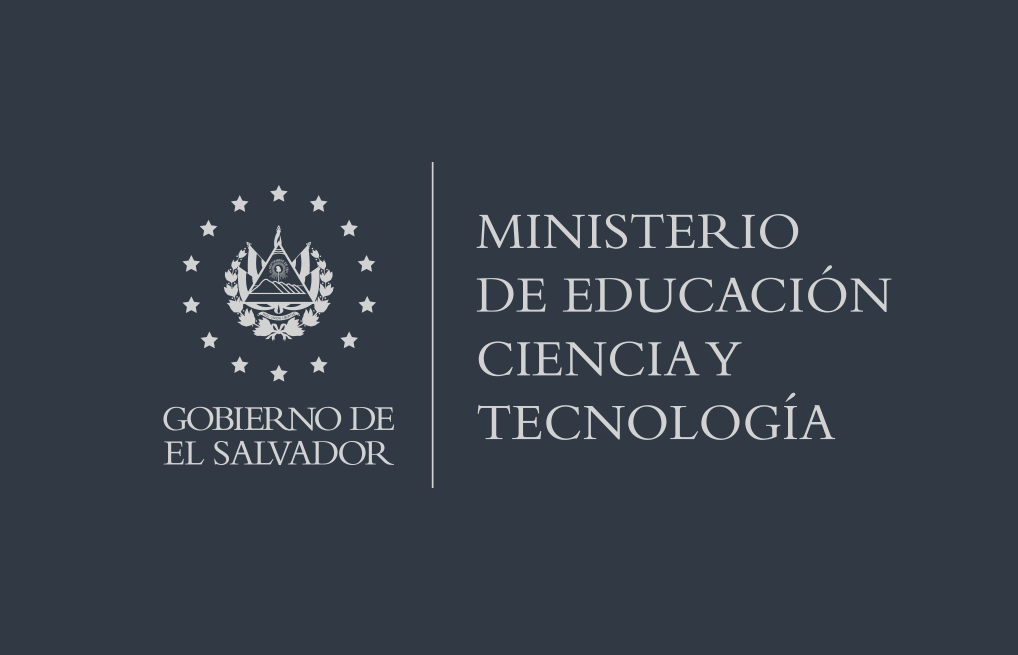 GOBIERNO DE
EL SALVADOR
MINISTERIO
DE EDUCACIÓN
CIENCIA Y
TECNOLOGÍA